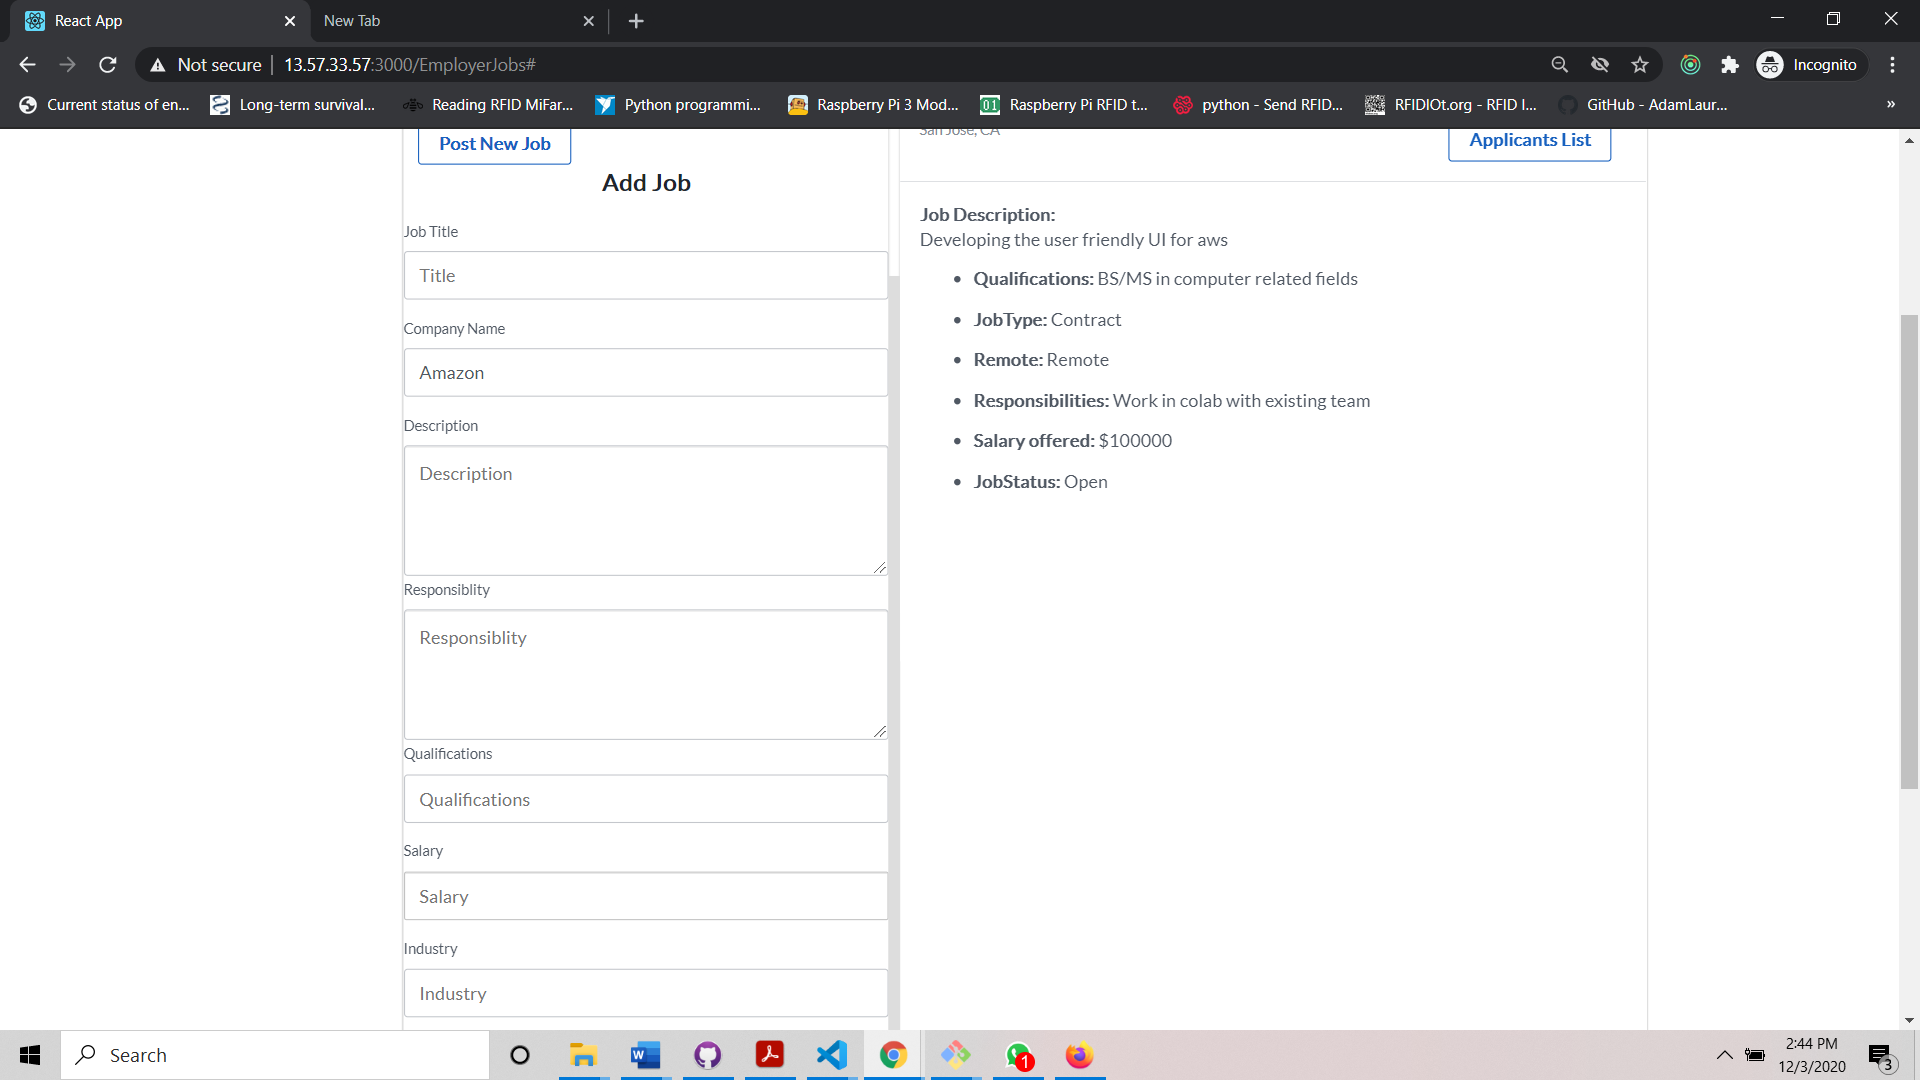 React App
New Tab
Not secure
13.57.33.57:3000/EmployerJobs#
Incognito
Current status of en...
Long-term survival...
Reading RFID MiFar...
Python programmi...
Raspberry Pi 3 Mod...
Raspberry Pi RFID t...
python - Send RFID...
RFIDIOt.org - RFID I...
GitHub - AdamLaur...
»
Post New Job
Add Job
Job Title
Title
Company Name
Amazon
Description
Description
Responsiblity
Responsiblity
Qualifications
Qualifications
Salary
Salary
Industry
Industry
San Jose, CA
Applicants List
Job Description:
Developing the user friendly UI for aws
• Qualifications: BS/MS in computer related fields
• JobType: Contract
• Remote: Remote
• Responsibilities: Work in colab with existing team
• Salary offered: $100000
• JobStatus: Open
Search
1
2:44 PM
12/3/2020
3